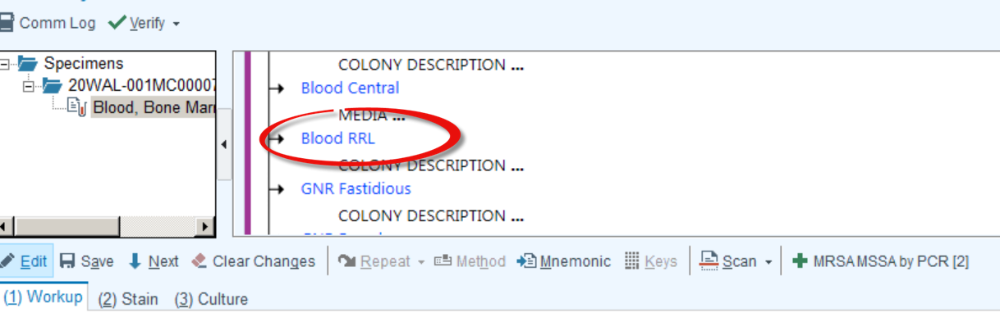 Comm Log Verify
Specimens
20WAL-001MC00007
Blood, Bone Mar
COLONY DESCRIPTION ...
Blood Central
MEDIA ...
Blood RRL
COLONY DESCRIPTION ...
GNR Fastidious
COLONY DESCRIPTION ...
Edit Save Next Clear Changes Repeat Method Mnemonic Keys Scan MRSA MSSA by PCR [2]
(1) Workup (2) Stain (3) Culture